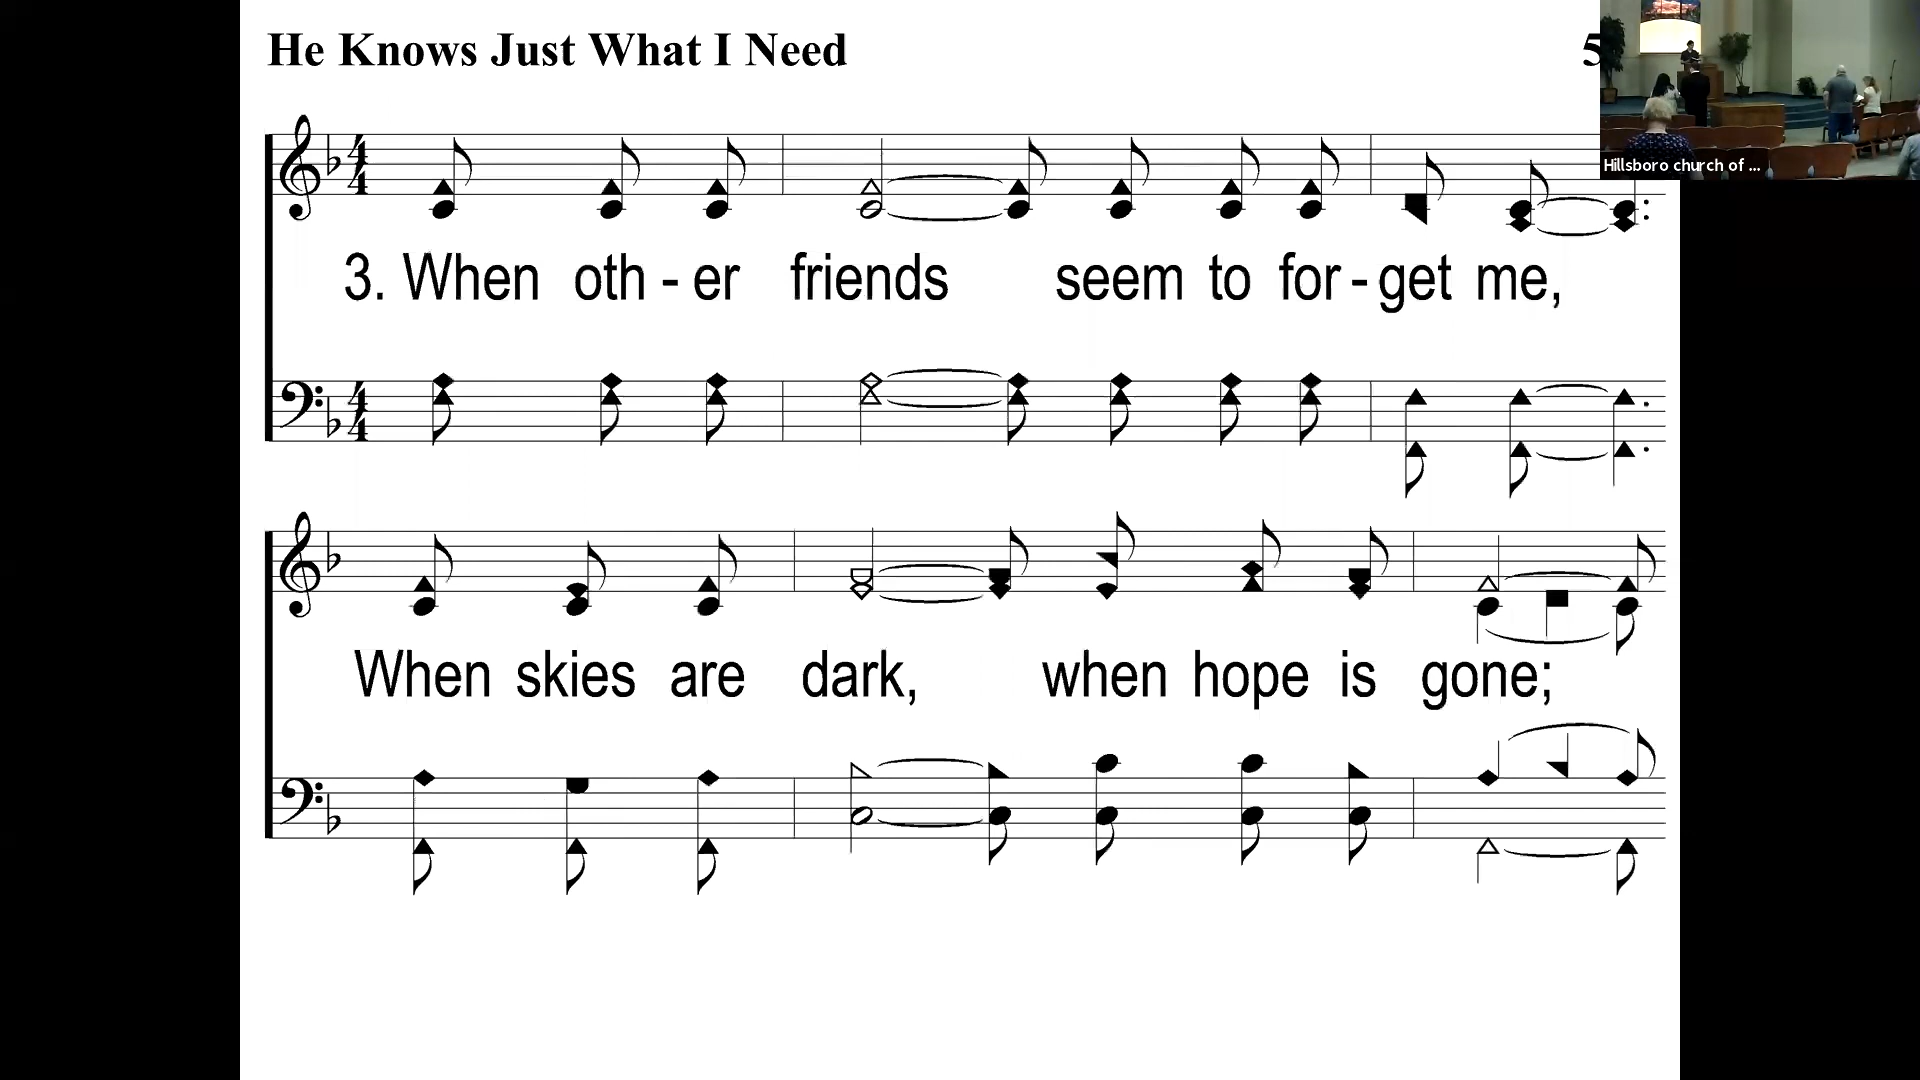 He Knows Just What I Need 5
Hillsboro church of ...
3. When oth - er friends seem to for - get me,
When skies are dark, when hope is gone;